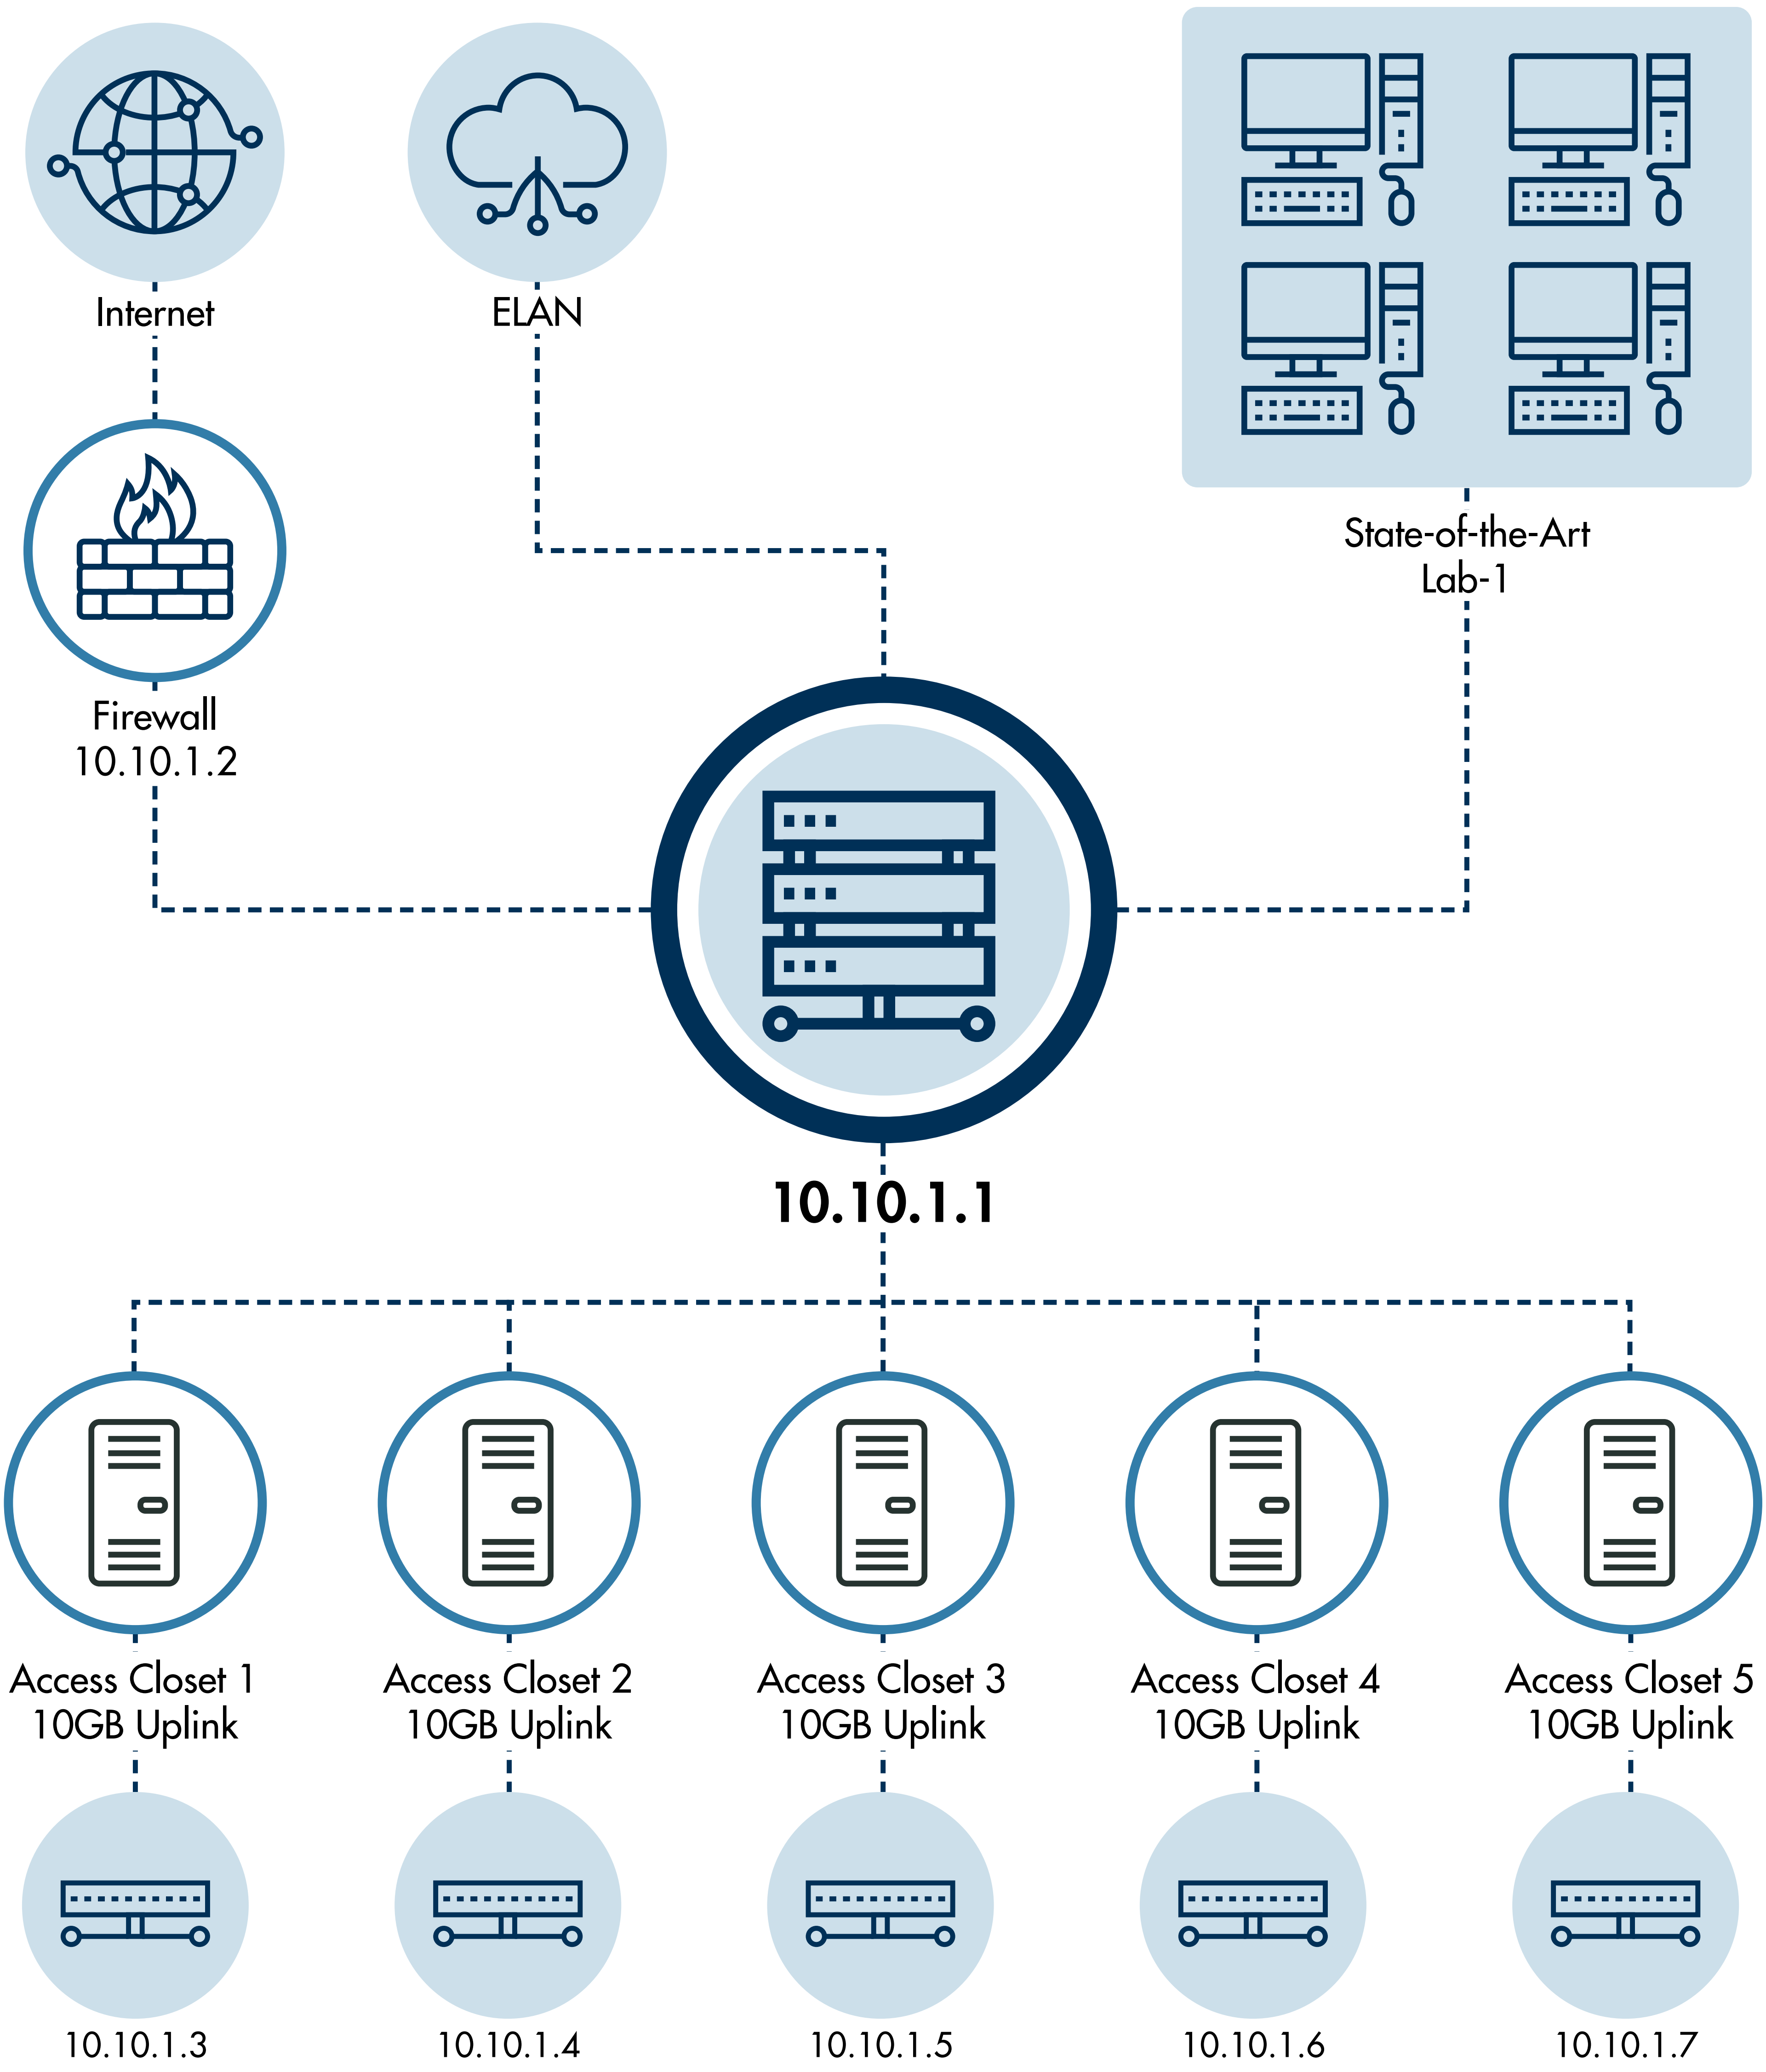 Internet
ELAN
State-of-the-Art
Lab-1
Firewall
10.10.1.2
10.10.1.1
Access Closet 1
10GB Uplink
Access Closet 2
10GB Uplink
Access Closet 3
10GB Uplink
Access Closet 4
10GB Uplink
Access Closet 5
10GB Uplink
10.10.1.3
10.10.1.4
10.10.1.5
10.10.1.6
10.10.1.7